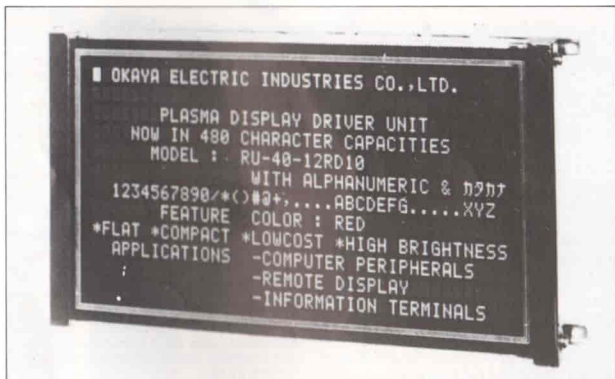 █ OKAYA ELECTRIC INDUSTRIES CO.,LTD.
PLASMA DISPLAY DRIVER UNIT
NOW IN 480 CHARACTER CAPACITIES
MODEL : RU-40-12RD10
WITH ALPHANUMERIC & カタカナ
1234567890/*()#@+;,....ABCDEFG.....XYZ
FEATURE COLOR : RED
*FLAT *COMPACT *LOWCOST *HIGH BRIGHTNESS
APPLICATIONS -COMPUTER PERIPHERALS
-REMOTE DISPLAY
-INFORMATION TERMINALS